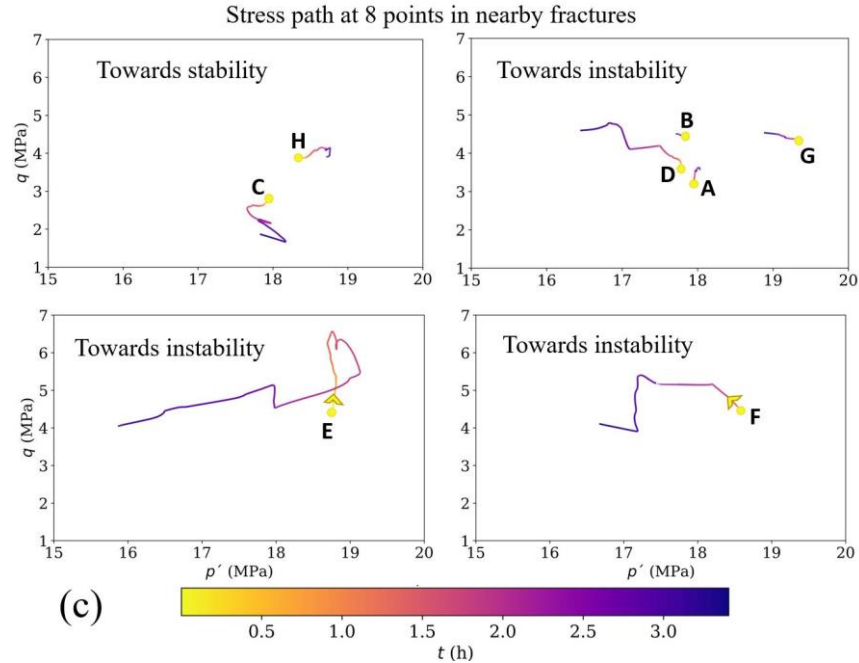 Stress path at 8 points in nearby fractures
7
6
5
4
3
2
1
q (MPa)
Towards stability
H
C
15 16 17 18 19 20
7
6
5
4
3
2
1
Towards instability
B
G
D
A
15 16 17 18 19 20
7
6
5
4
3
2
1
q (MPa)
Towards instability
E
15 16 17 18 19 20
p′ (MPa)
7
6
5
4
3
2
1
Towards instability
F
15 16 17 18 19 20
p′ (MPa)
(c)
0.5 1.0 1.5 2.0 2.5 3.0
t (h)